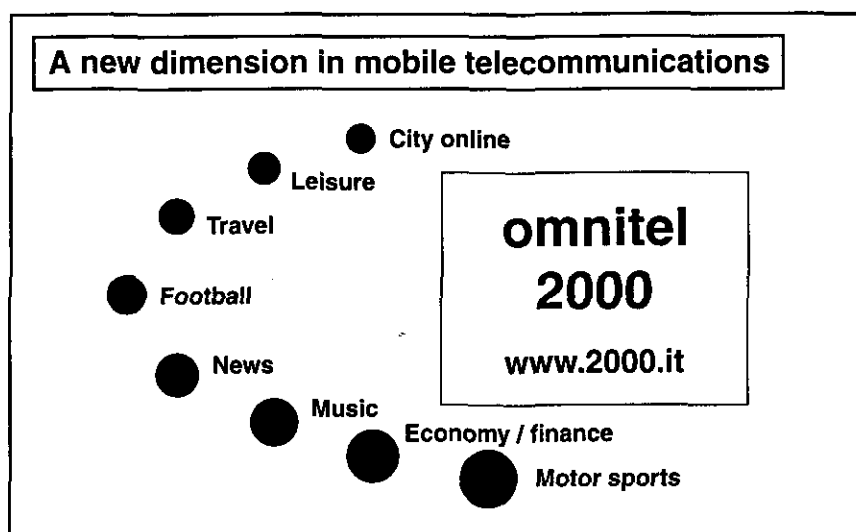 A new dimension in mobile telecommunications
City online
Leisure
Travel
Football
News
Music
Economy / finance
Motor sports
omnitel
2000
www.2000.it